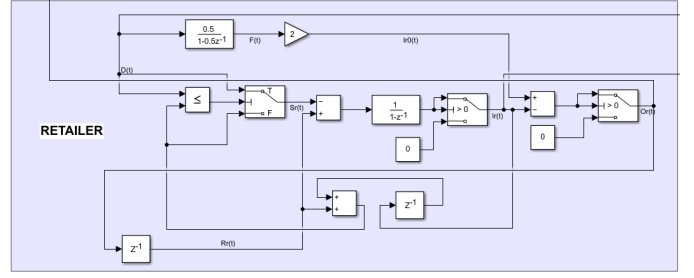 0.5
1-0.5z⁻¹
F(t)
2
Ir0(t)
D(t)
≤
T
F
Sr(t)
−
+
1
1-z⁻¹
> 0
Ir(t)
0
+
−
> 0
Or(t)
0
RETAILER
+
+
Z⁻¹
Z⁻¹
Rr(t)